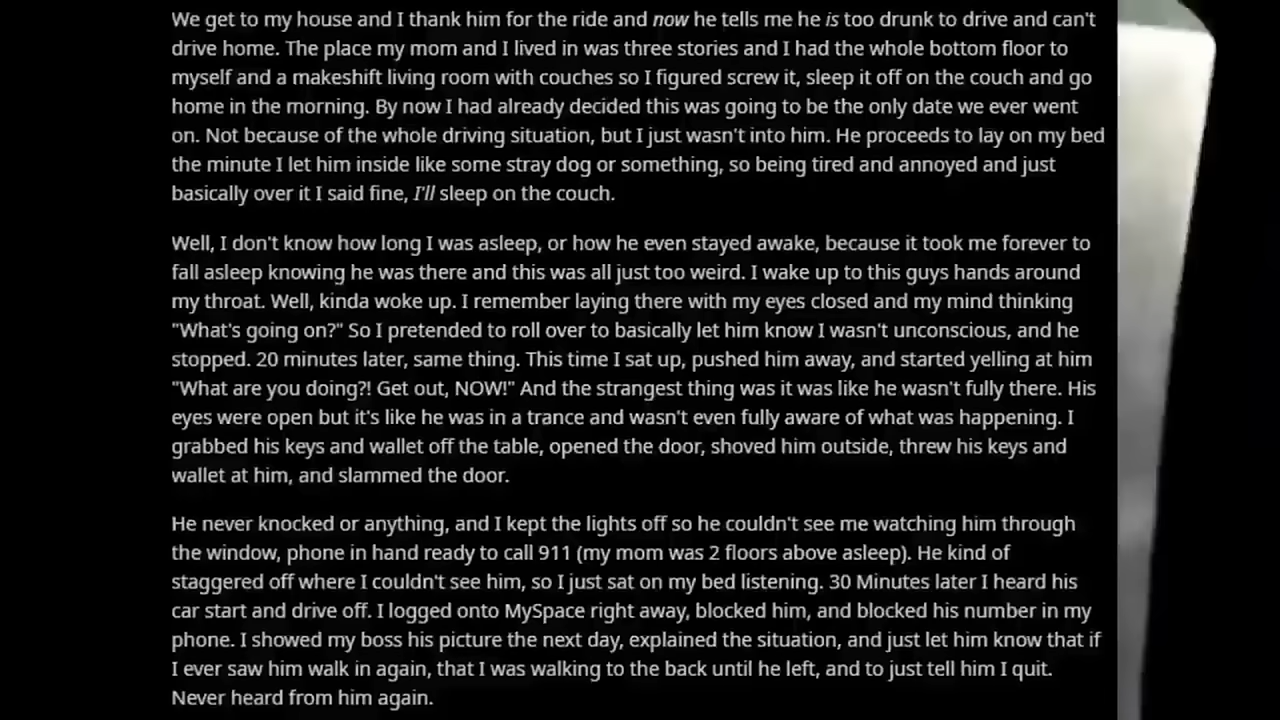 We get to my house and I thank him for the ride and now he tells me he is too drunk to drive and can't
drive home. The place my mom and I lived in was three stories and I had the whole bottom floor to
myself and a makeshift living room with couches so I figured screw it, sleep it off on the couch and go
home in the morning. By now I had already decided this was going to be the only date we ever went
on. Not because of the whole driving situation, but I just wasn't into him. He proceeds to lay on my bed
the minute I let him inside like some stray dog or something, so being tired and annoyed and just
basically over it I said fine, I'll sleep on the couch.
Well, I don't know how long I was asleep, or how he even stayed awake, because it took me forever to
fall asleep knowing he was there and this was all just too weird. I wake up to this guys hands around
my throat. Well, kinda woke up. I remember laying there with my eyes closed and my mind thinking
"What's going on?" So I pretended to roll over to basically let him know I wasn't unconscious, and he
stopped. 20 minutes later, same thing. This time I sat up, pushed him away, and started yelling at him
"What are you doing?! Get out, NOW!" And the strangest thing was it was like he wasn't fully there. His
eyes were open but it's like he was in a trance and wasn't even fully aware of what was happening. I
grabbed his keys and wallet off the table, opened the door, shoved him outside, threw his keys and
wallet at him, and slammed the door.
He never knocked or anything, and I kept the lights off so he couldn't see me watching him through
the window, phone in hand ready to call 911 (my mom was 2 floors above asleep). He kind of
staggered off where I couldn't see him, so I just sat on my bed listening. 30 Minutes later I heard his
car start and drive off. I logged onto MySpace right away, blocked him, and blocked his number in my
phone. I showed my boss his picture the next day, explained the situation, and just let him know that if
I ever saw him walk in again, that I was walking to the back until he left, and to just tell him I quit.
Never heard from him again.